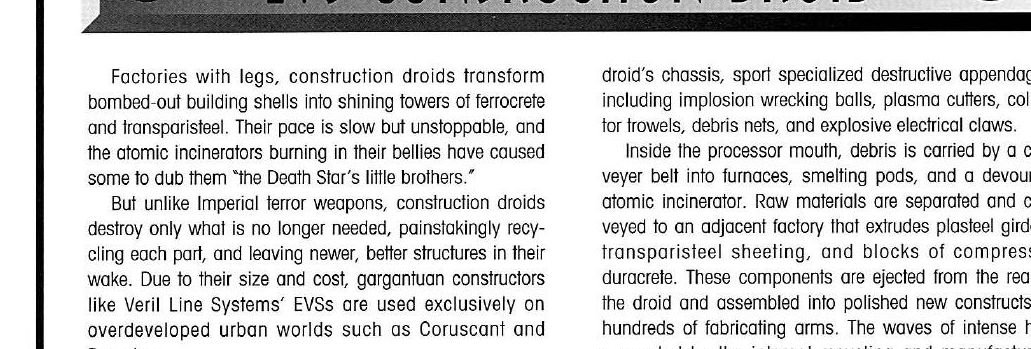 EVS CONSTRUCTION DROID
Factories with legs, construction droids transform
bombed-out building shells into shining towers of ferrocrete
and transparisteel. Their pace is slow but unstoppable, and
the atomic incinerators burning in their bellies have caused
some to dub them "the Death Star's little brothers."
But unlike Imperial terror weapons, construction droids
destroy only what is no longer needed, painstakingly recy-
cling each part, and leaving newer, better structures in their
wake. Due to their size and cost, gargantuan constructors
like Veril Line Systems' EVSs are used exclusively on
overdeveloped urban worlds such as Coruscant and
droid's chassis, sport specialized destructive
including implosion wrecking balls, plasma cutters,
tor trowels, debris nets, and explosive electrical claws.
Inside the processor mouth, debris is carried by a
veyer belt into furnaces, smelting pods, and a
atomic incinerator. Raw materials are separated and
veyed to an adjacent factory that extrudes plasteel
transparisteel sheeting, and blocks of
duracrete. These components are ejected from the
the droid and assembled into polished new constructs
hundreds of fabricating arms. The waves of intense